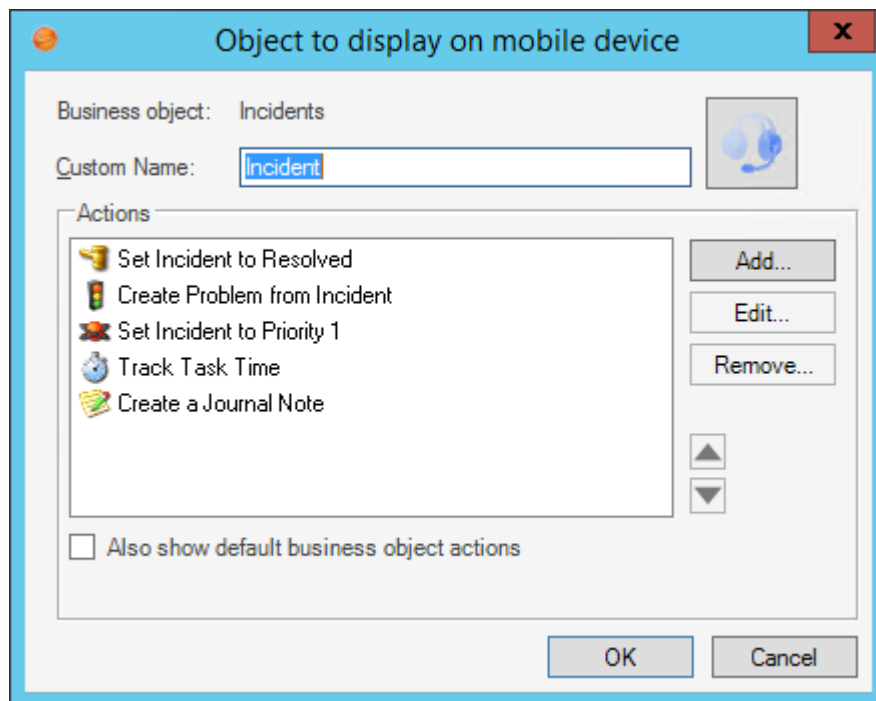 Object to display on mobile device
x
Business object: Incidents
Custom Name: Incident
Actions
Set Incident to Resolved
Create Problem from Incident
Set Incident to Priority 1
Track Task Time
Create a Journal Note
Add...
Edit...
Remove...
Also show default business object actions
OK
Cancel